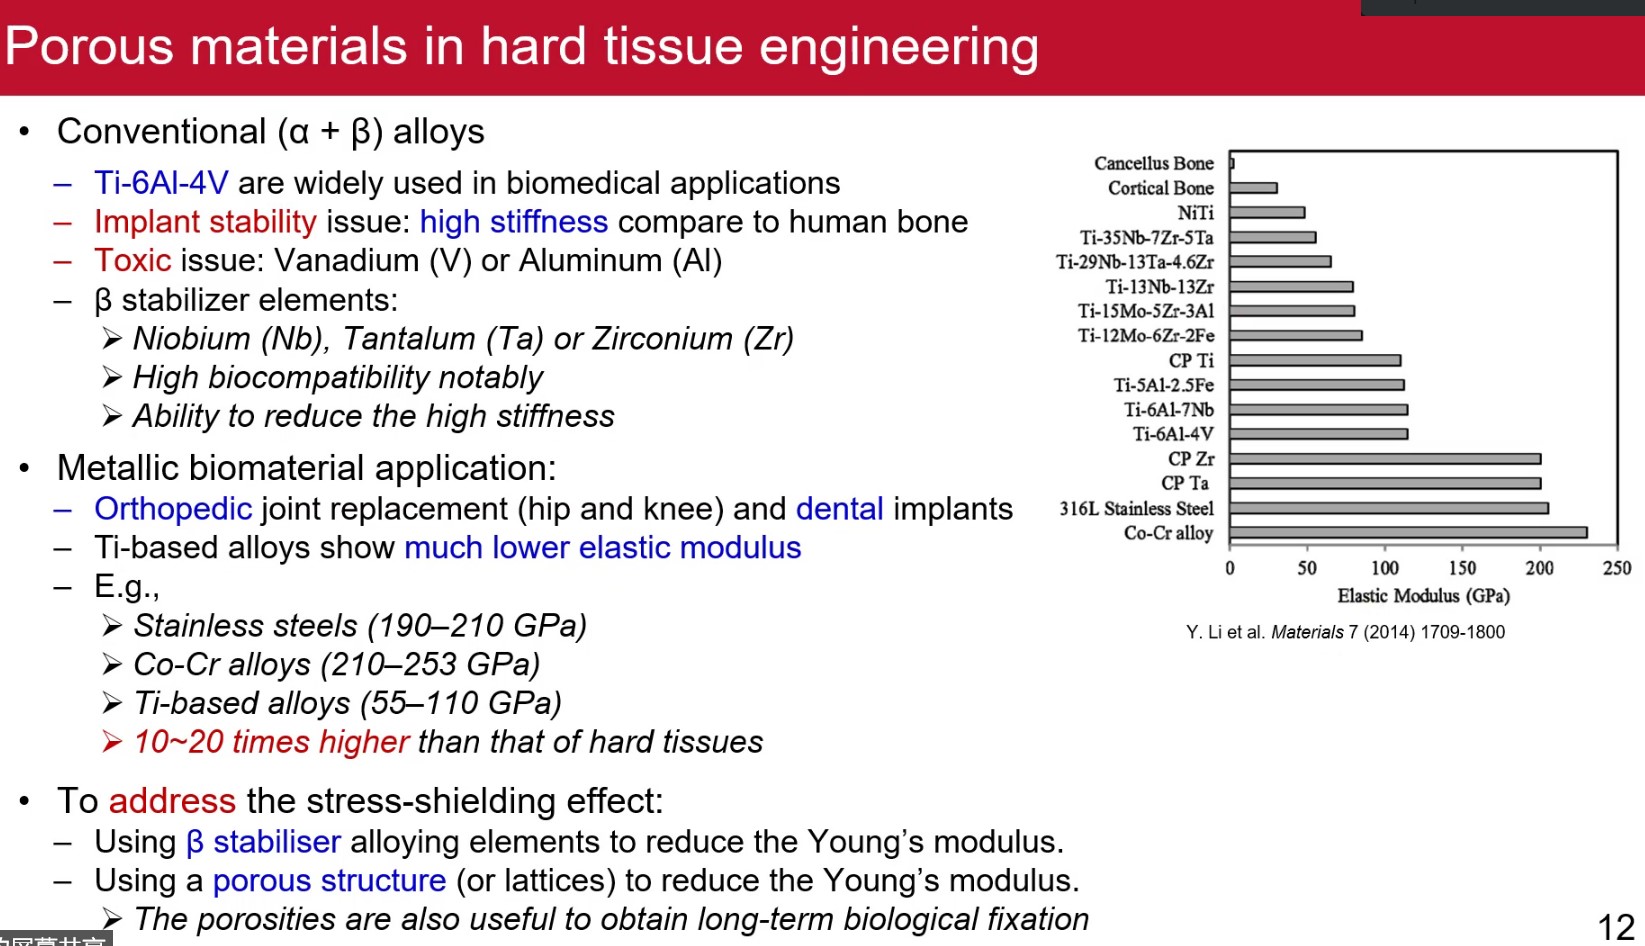 Porous materials in hard tissue engineering
• Conventional (α + β) alloys
– Ti-6Al-4V are widely used in biomedical applications
– Implant stability issue: high stiffness compare to human bone
– Toxic issue: Vanadium (V) or Aluminum (Al)
– β stabilizer elements:
➢ Niobium (Nb), Tantalum (Ta) or Zirconium (Zr)
➢ High biocompatibility notably
➢ Ability to reduce the high stiffness
• Metallic biomaterial application:
– Orthopedic joint replacement (hip and knee) and dental implants
– Ti-based alloys show much lower elastic modulus
– E.g.,
➢ Stainless steels (190–210 GPa)
➢ Co-Cr alloys (210–253 GPa)
➢ Ti-based alloys (55–110 GPa)
➢ 10~20 times higher than that of hard tissues
• To address the stress-shielding effect:
– Using β stabiliser alloying elements to reduce the Young’s modulus.
– Using a porous structure (or lattices) to reduce the Young’s modulus.
➢ The porosities are also useful to obtain long-term biological fixation
Cancellus Bone
Cortical Bone
NiTi
Ti-35Nb-7Zr-5Ta
Ti-29Nb-13Ta-4.6Zr
Ti-13Nb-13Zr
Ti-15Mo-5Zr-3Al
Ti-12Mo-6Zr-2Fe
CP Ti
Ti-5Al-2.5Fe
Ti-6Al-7Nb
Ti-6Al-4V
CP Zr
CP Ta
316L Stainless Steel
Co-Cr alloy
0 50 100 150 200 250
Elastic Modulus (GPa)
Y. Li et al. Materials 7 (2014) 1709-1800
12